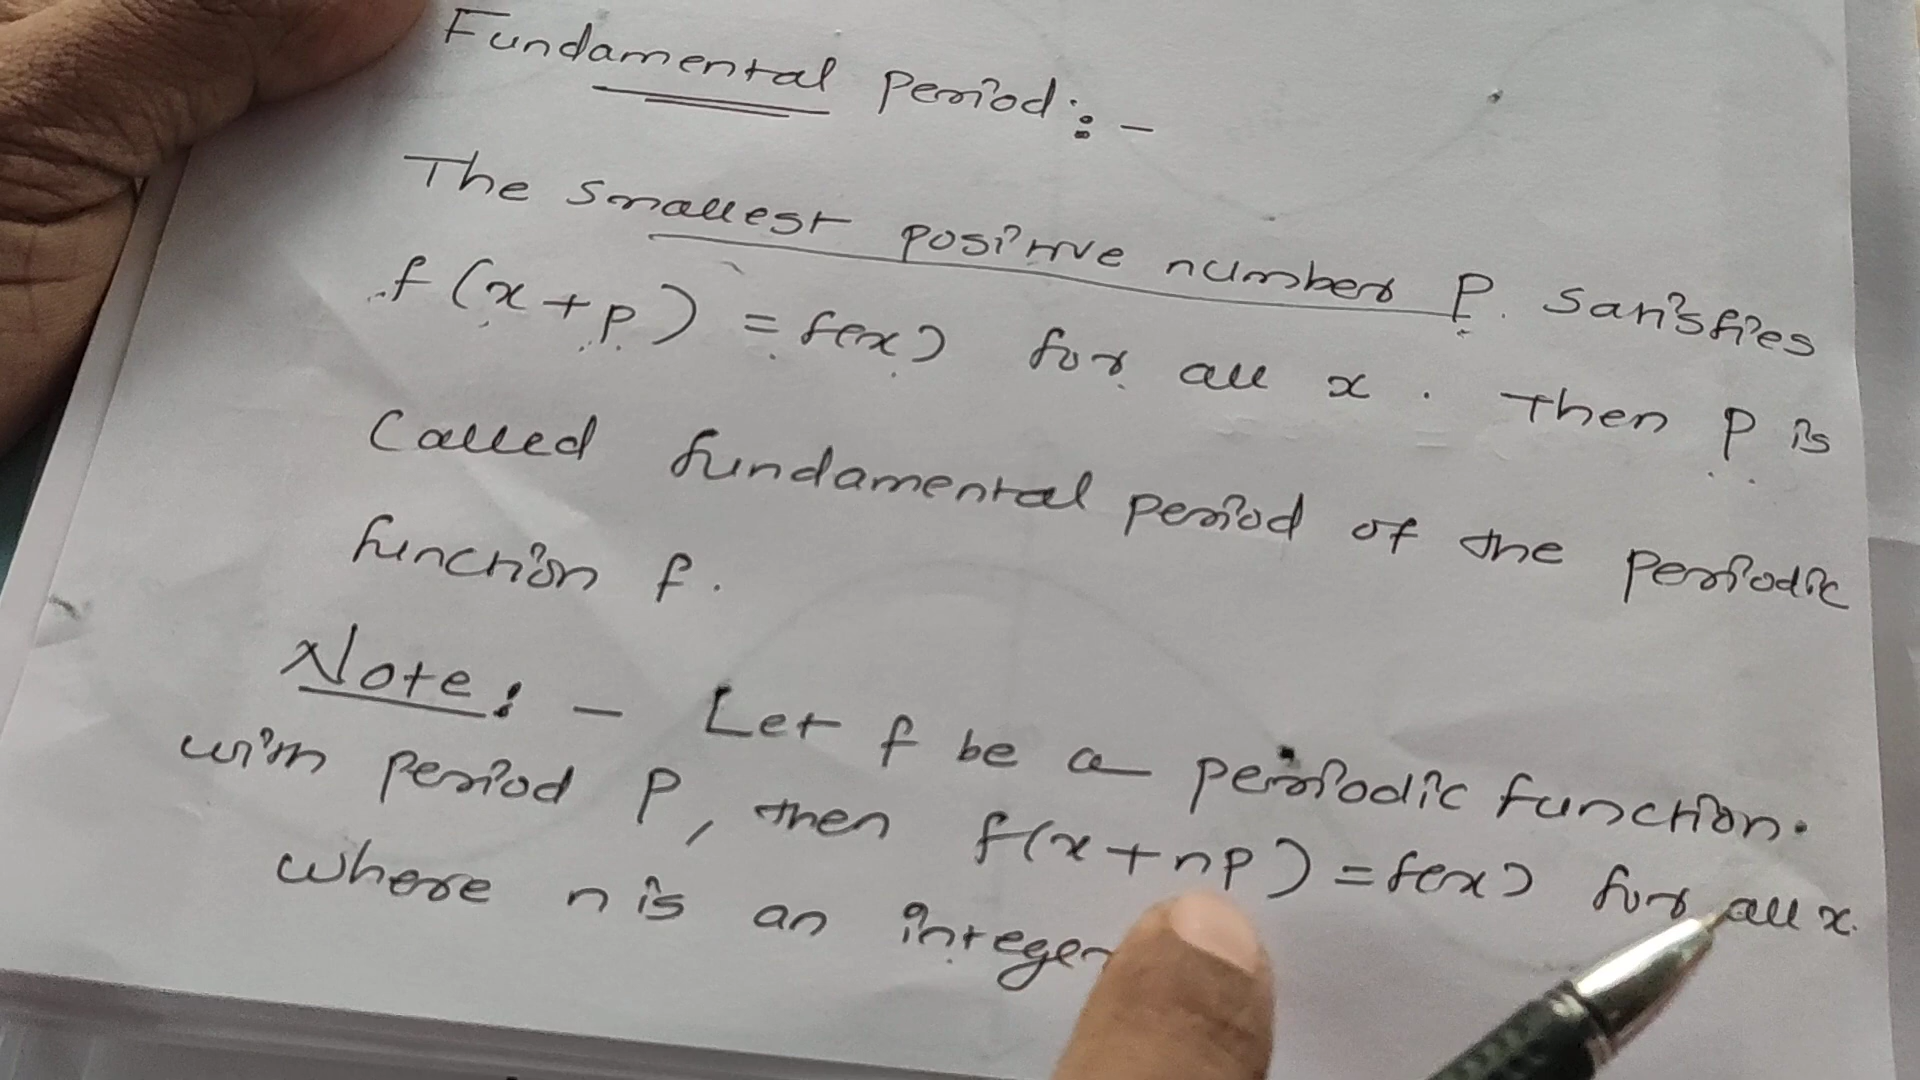 Fundamental Period:-
The smallest positive number P. satisfies
f(x+p) = f(x) for all x. Then P is
Called fundamental period of the periodic
function f.
Note:- Let f be a periodic function.
with period P, then f(x+np) = f(x) for all x.
where n is an integer